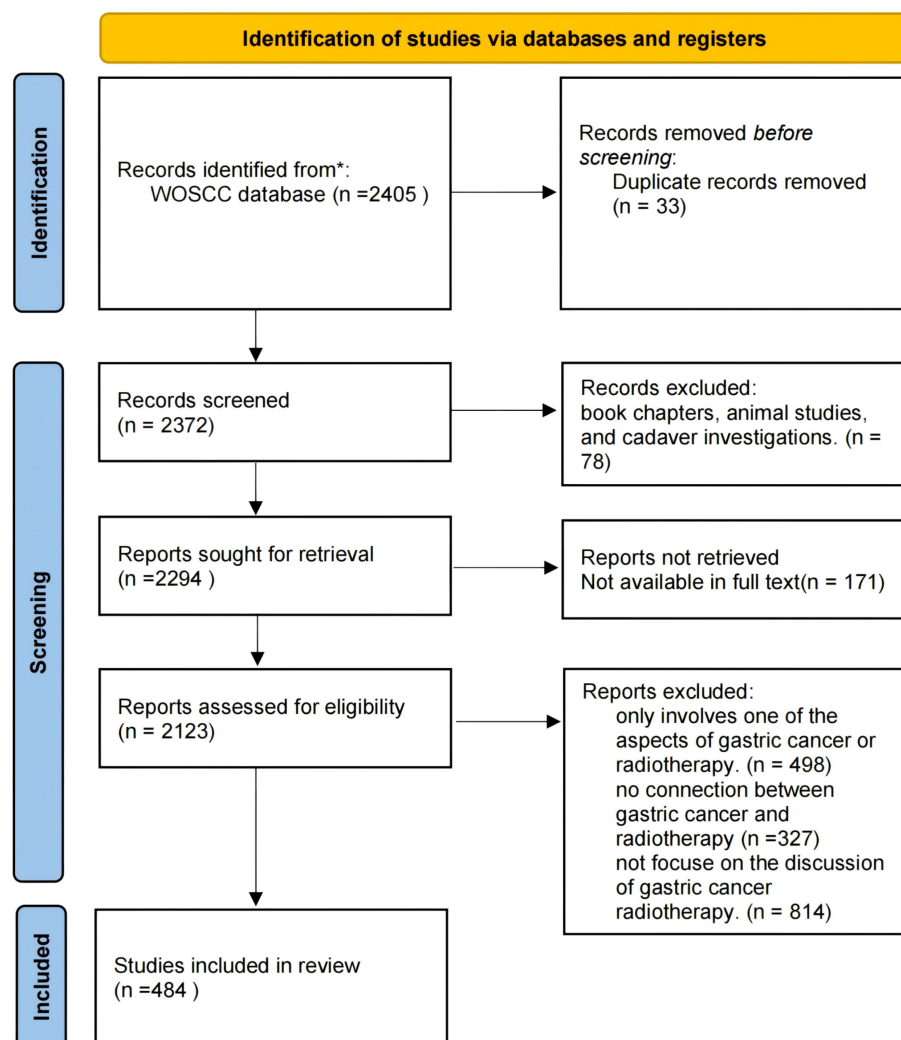 Identification of studies via databases and registers
Identification
Records identified from*:
WOSCC database (n =2405 )
Records removed before
screening:
Duplicate records removed
(n = 33)
Screening
Records screened
(n = 2372)
Records excluded:
book chapters, animal studies,
and cadaver investigations. (n =
78)
Reports sought for retrieval
(n =2294 )
Reports not retrieved
Not available in full text(n = 171)
Reports assessed for eligibility
(n = 2123)
Reports excluded:
only involves one of the
aspects of gastric cancer or
radiotherapy. (n = 498)
no connection between
gastric cancer and
radiotherapy (n =327)
not focuse on the discussion
of gastric cancer
radiotherapy. (n = 814)
Included
Studies included in review
(n =484 )